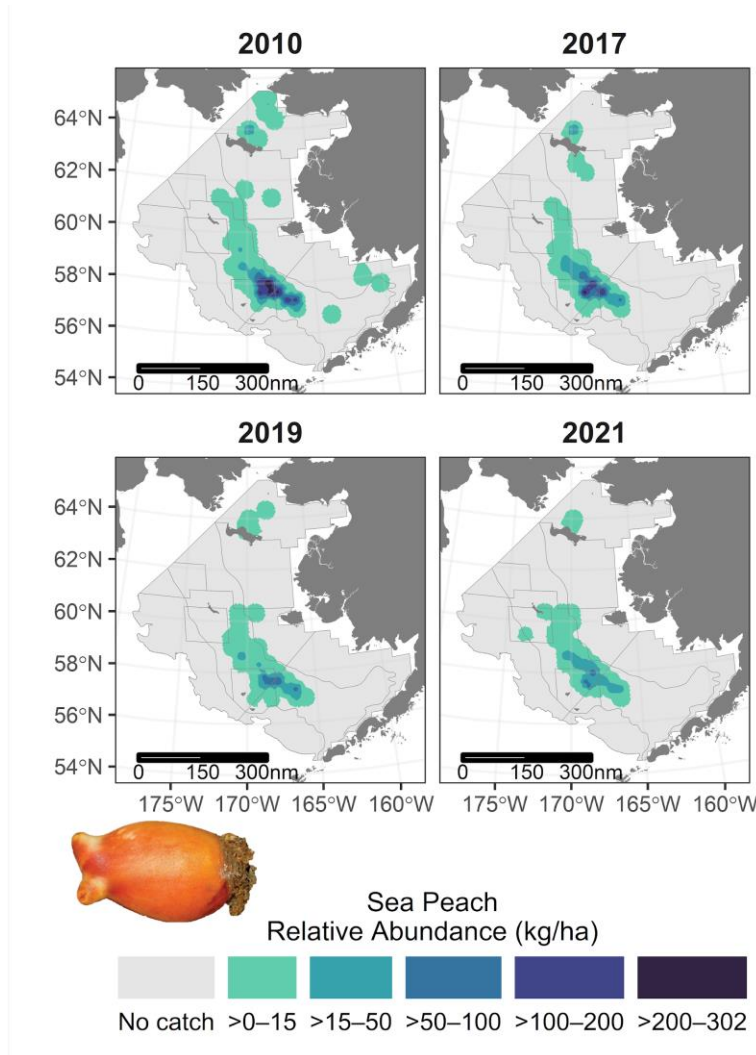 2010
2017
64°N
62°N
60°N
58°N
56°N
54°N
0 150 300nm
0 150 300nm
2019
2021
64°N
62°N
60°N
58°N
56°N
54°N
0 150 300nm
0 150 300nm
175°W 170°W 165°W 160°W 175°W 170°W 165°W 160°W
Sea Peach
Relative Abundance (kg/ha)
No catch >0–15 >15–50 >50–100 >100–200 >200–302